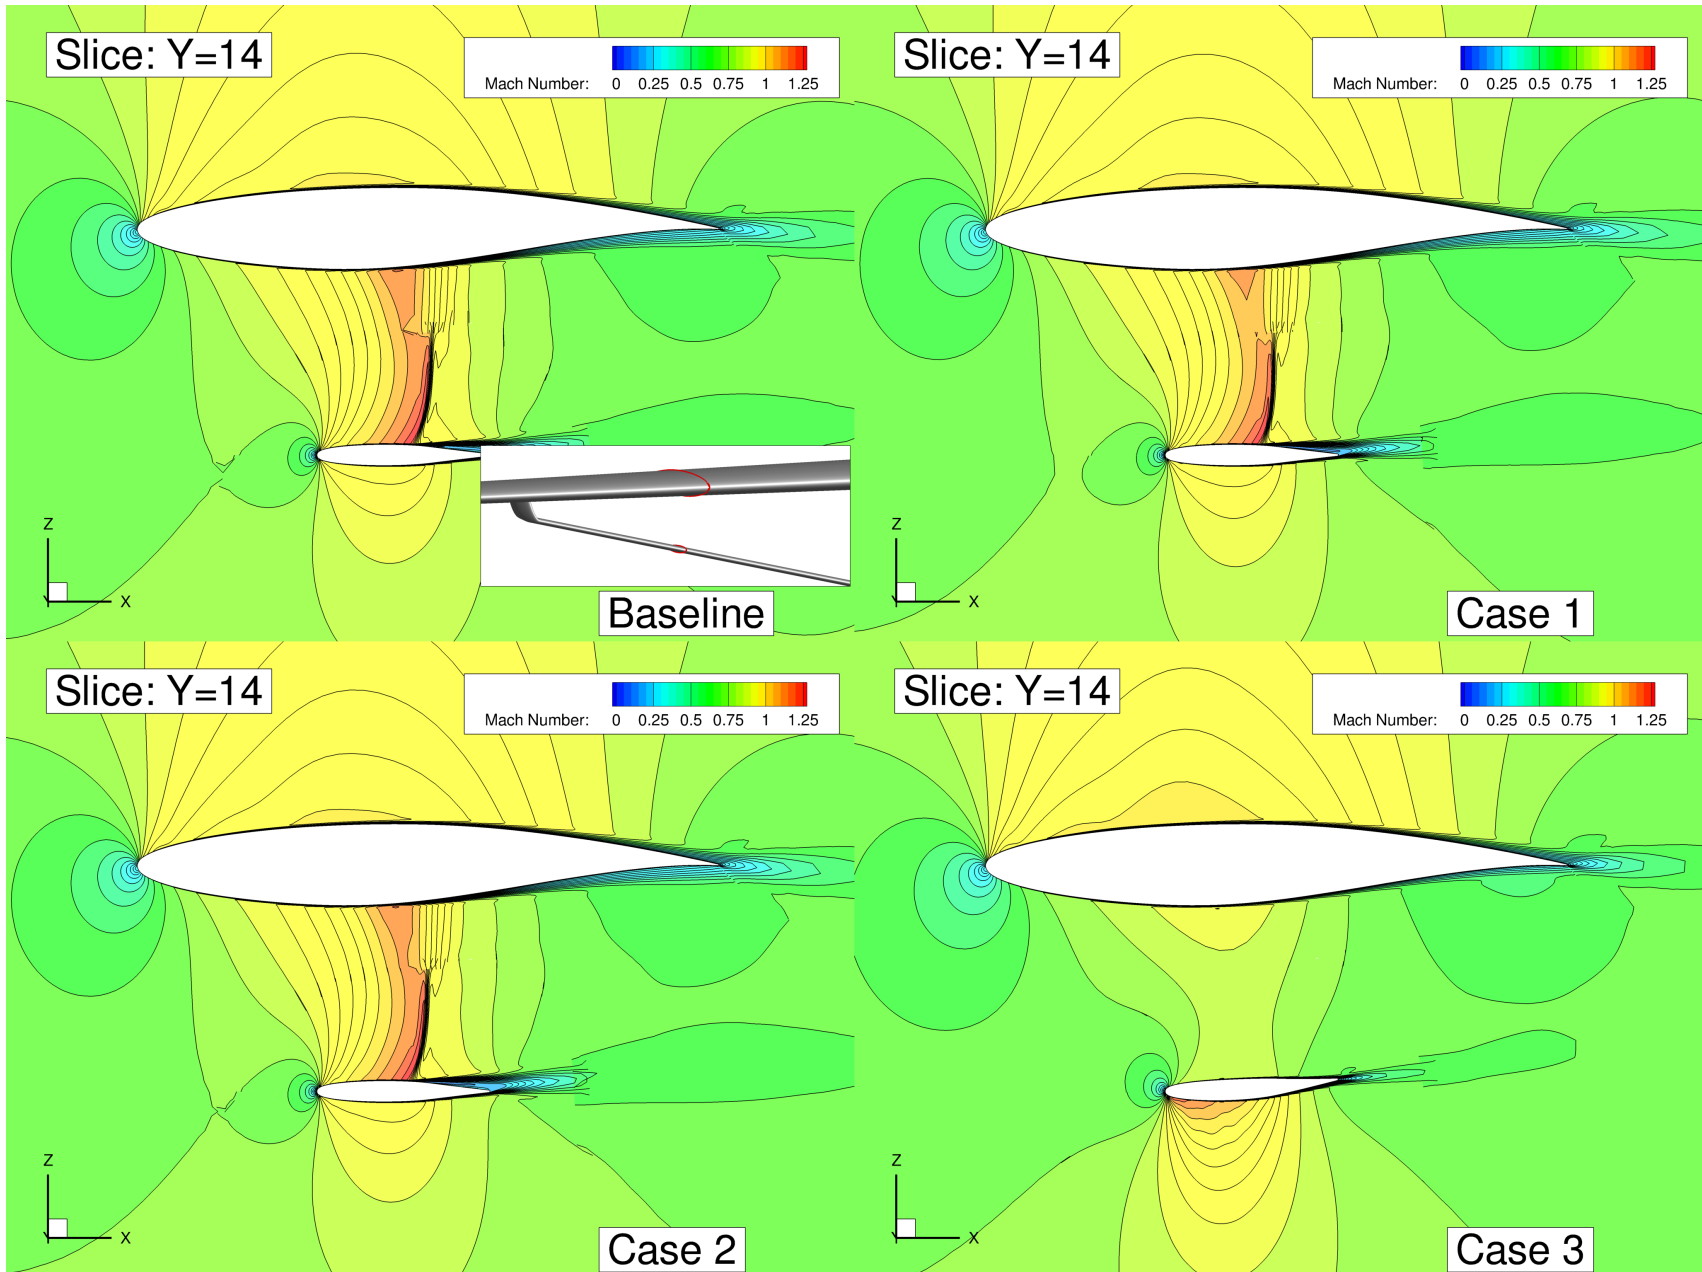 Slice: Y=14
Mach Number: 0 0.25 0.5 0.75 1 1.25
Z
Y X
Baseline
Slice: Y=14
Mach Number: 0 0.25 0.5 0.75 1 1.25
Z
Y X
Case 1
Slice: Y=14
Mach Number: 0 0.25 0.5 0.75 1 1.25
Z
Y X
Case 2
Slice: Y=14
Mach Number: 0 0.25 0.5 0.75 1 1.25
Z
Y X
Case 3